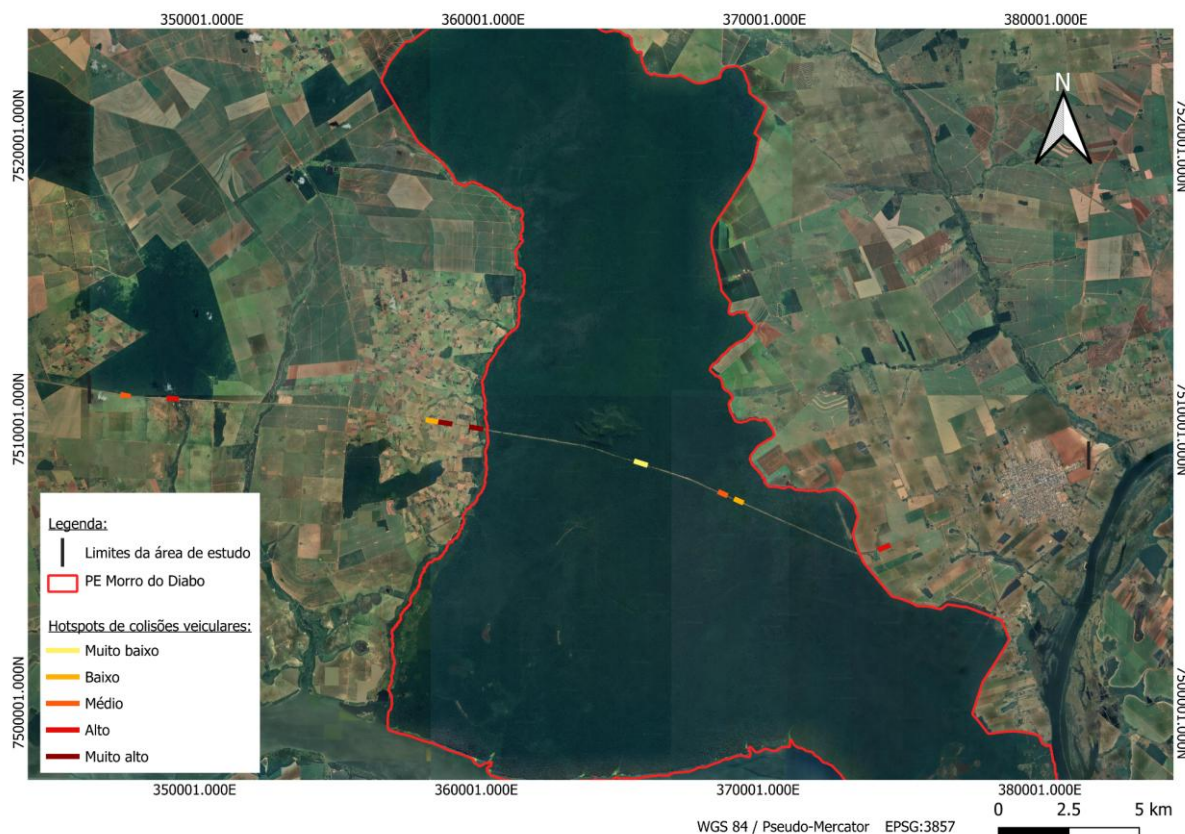 350001.000E 360001.000E 370001.000E 380001.000E
N
7520001.000N
7520001.000N
7510001.000N
7510001.000N
7500001.000N
7500001.000N
Legenda:
Limites da área de estudo
PE Morro do Diabo
Hotspots de colisões veiculares:
Muito baixo
Baixo
Médio
Alto
Muito alto
350001.000E 360001.000E 370001.000E 380001.000E
0 2.5 5 km
WGS 84 / Pseudo-Mercator EPSG:3857